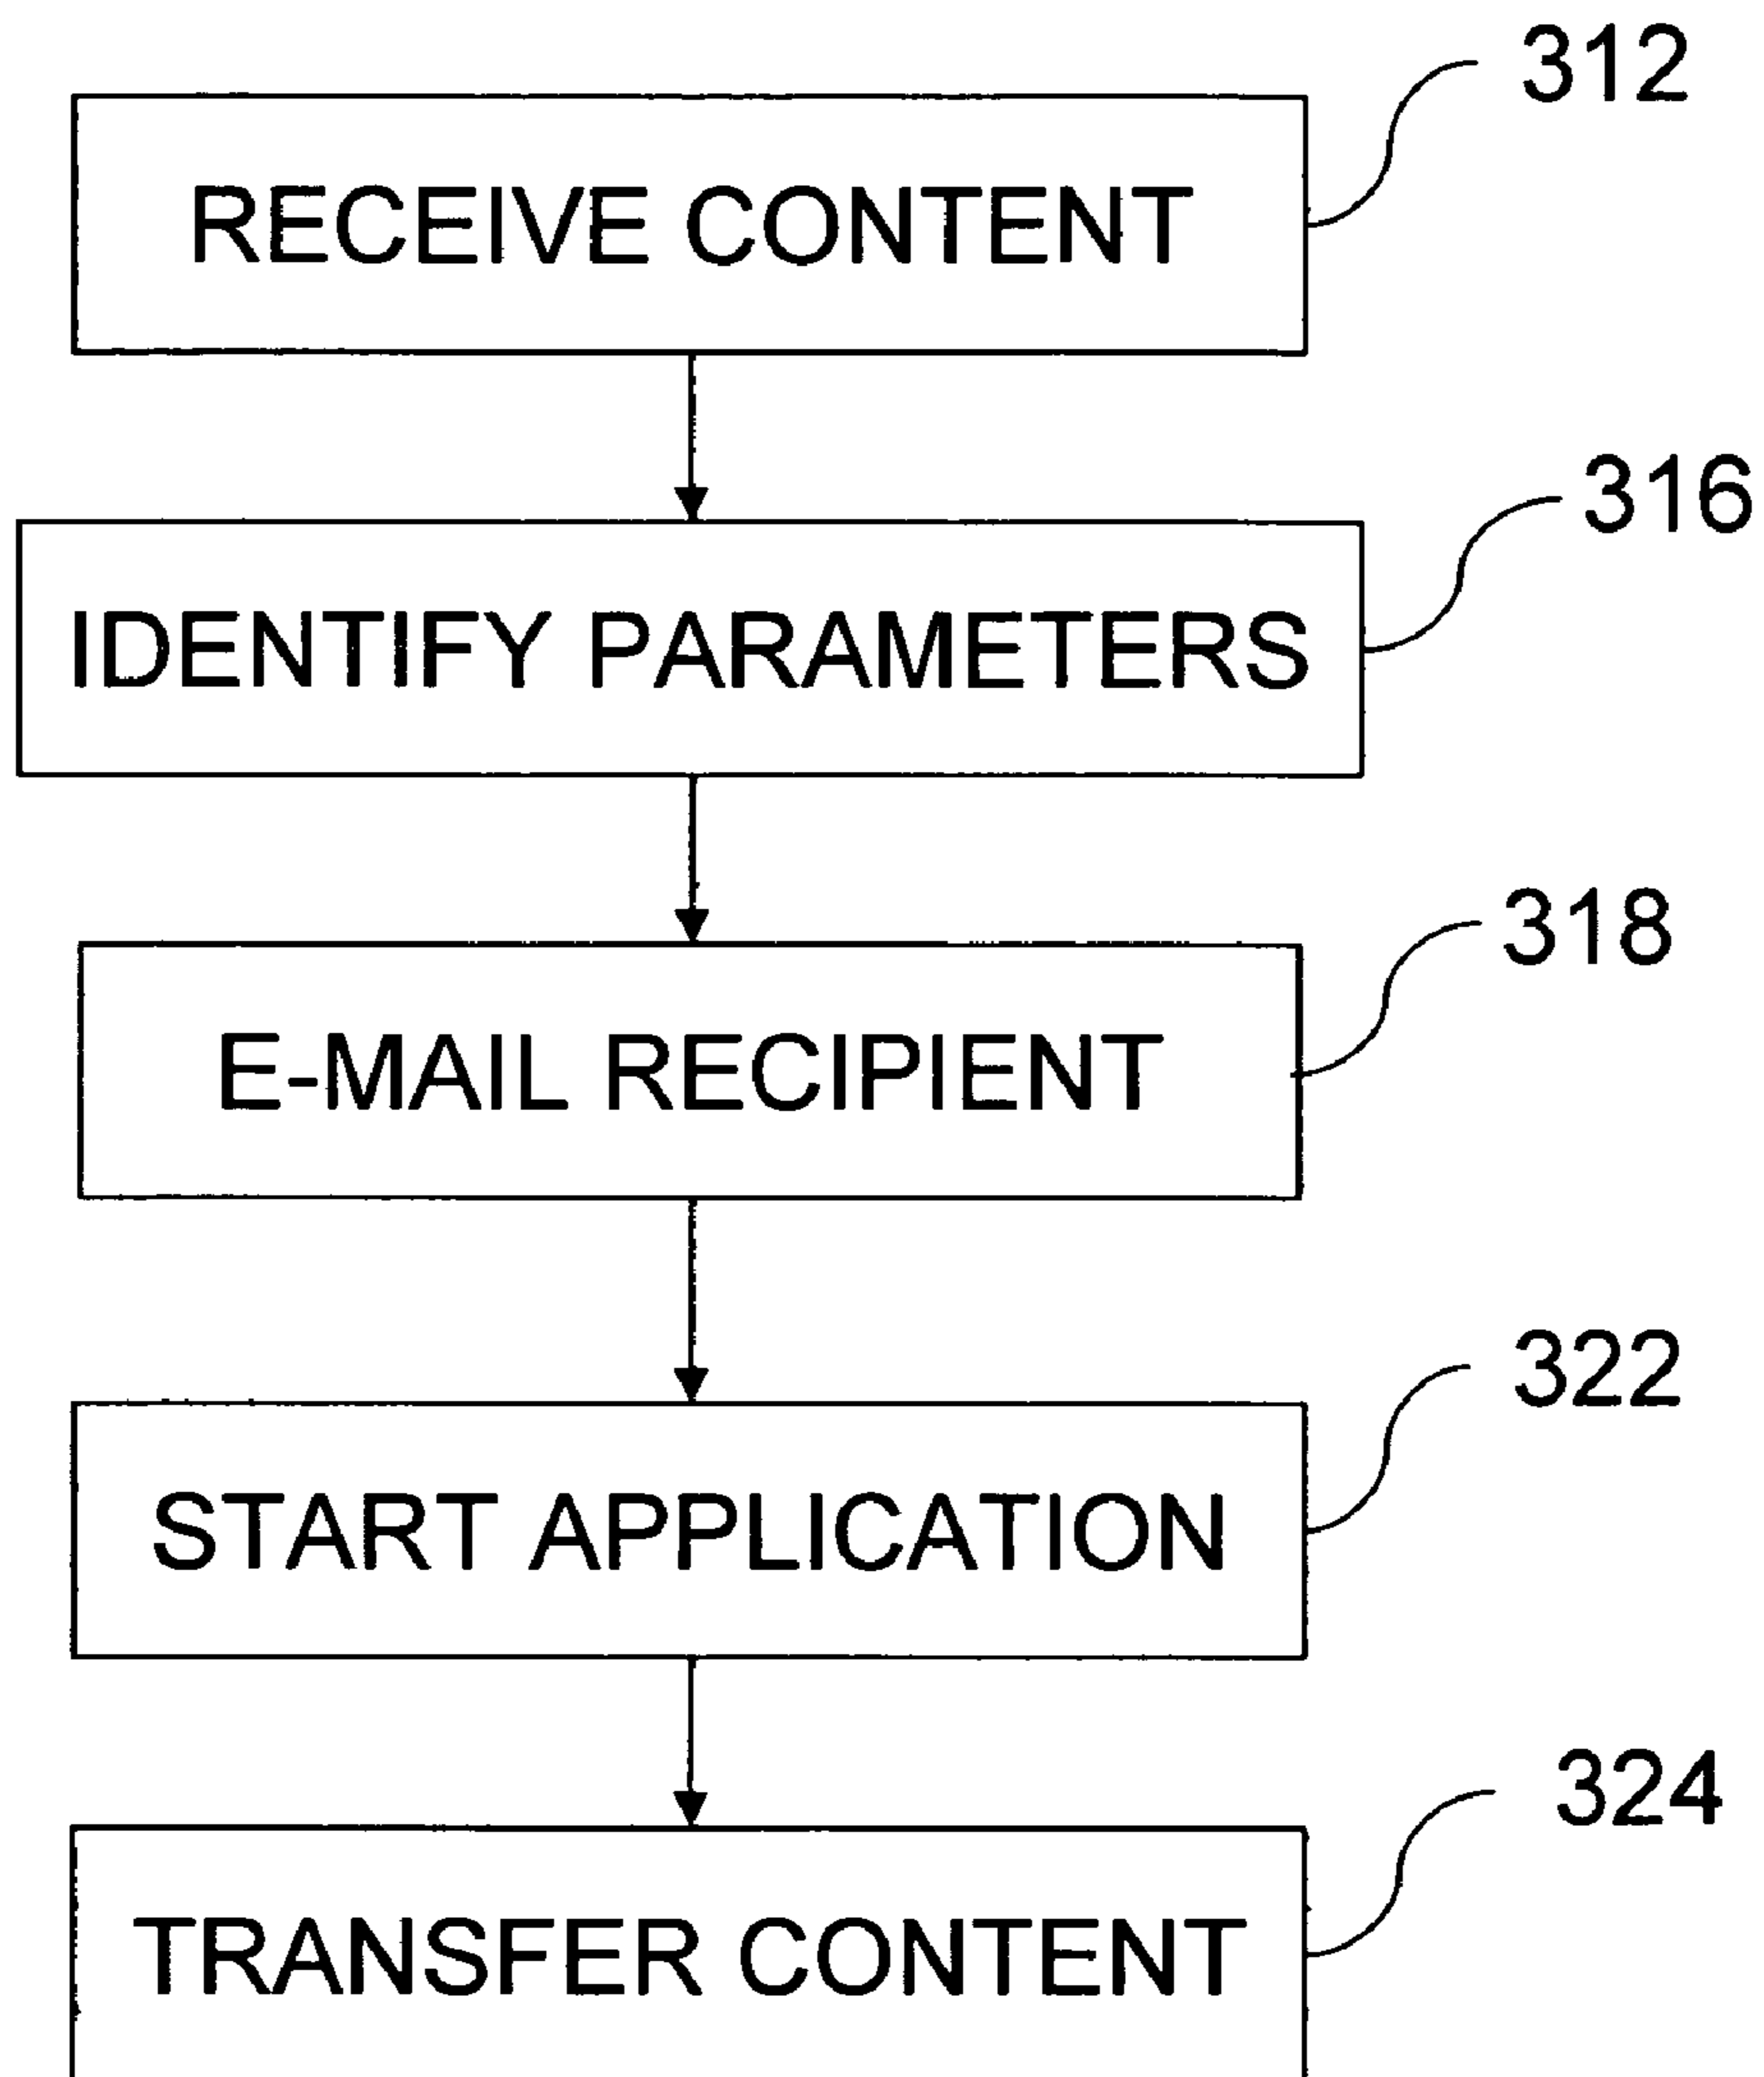 312
RECEIVE CONTENT
316
IDENTIFY PARAMETERS
318
E-MAIL RECIPIENT
322
START APPLICATION
324
TRANSFER CONTENT